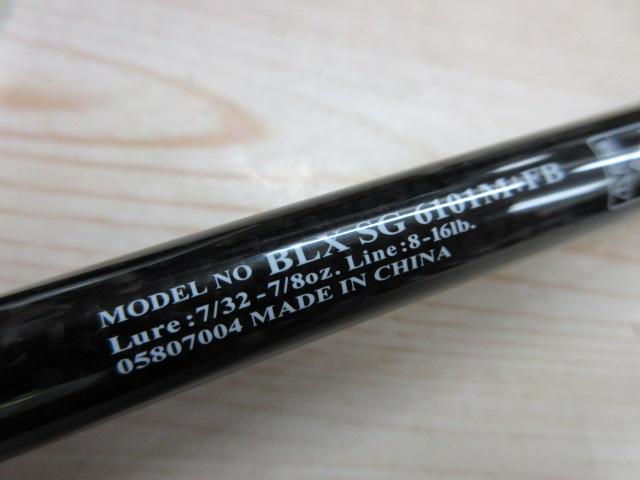 MODEL NO BLX SG 6101M+FB
Lure:7/32-7/8oz. Line:8-16lb.
05807004 MADE IN CHINA